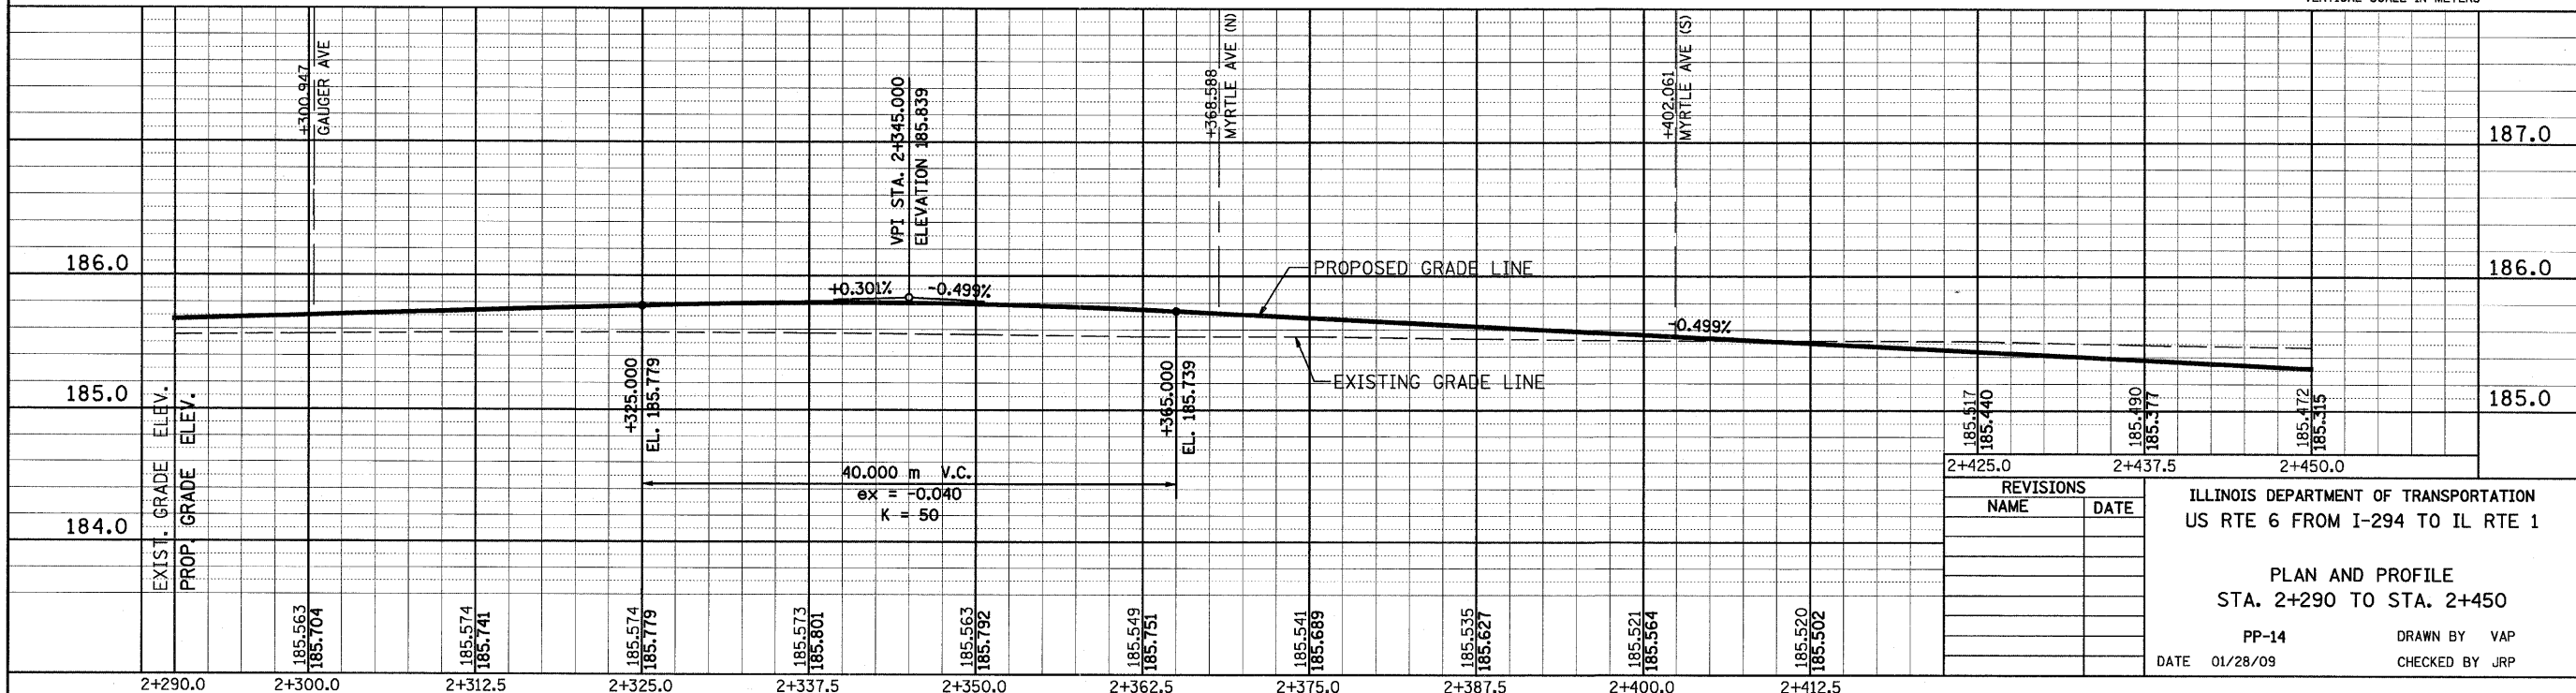 +300.947
GAUGER AVE
VPI STA. 2+345.000
ELEVATION 185.839
+368.588
MYRTLE AVE (N)
+402.061
MYRTLE AVE (S)
187.0
186.0
186.0
PROPOSED GRADE LINE
+0.301%
-0.499%
-0.499%
EXISTING GRADE LINE
185.0
185.0
+325.000
EL. 185.779
+365.000
EL. 185.739
40.000 m V.C.
ex = -0.040
K = 50
184.0
EXIST. GRADE ELEV.
PROP. GRADE ELEV.
185.563
185.704
185.574
185.741
185.574
185.779
185.573
185.801
185.563
185.792
185.549
185.751
185.541
185.689
185.535
185.627
185.521
185.564
185.520
185.502
185.517
185.440
185.490
185.377
185.472
185.315
2+425.0
2+437.5
2+450.0
2+290.0
2+300.0
2+312.5
2+325.0
2+337.5
2+350.0
2+362.5
2+375.0
2+387.5
2+400.0
2+412.5
REVISIONS
NAME
DATE
ILLINOIS DEPARTMENT OF TRANSPORTATION
US RTE 6 FROM I-294 TO IL RTE 1
PLAN AND PROFILE
STA. 2+290 TO STA. 2+450
PP-14
DRAWN BY VAP
DATE 01/28/09
CHECKED BY JRP